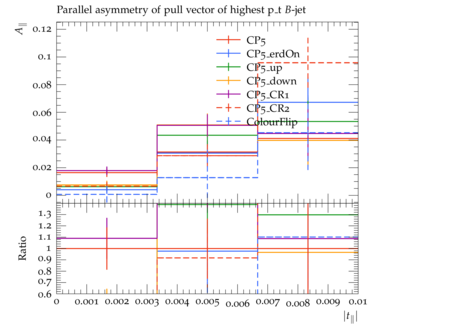 Parallel asymmetry of pull vector of highest p_t B-jet
A∥
0.12
0.1
0.08
0.06
0.04
0.02
0
CP5
CP5_erdOn
CP5_up
CP5_down
CP5_CR1
CP5_CR2
ColourFlip
Ratio
1.3
1.2
1.1
1
0.9
0.8
0.7
0.6
0 0.001 0.002 0.003 0.004 0.005 0.006 0.007 0.008 0.009 0.01
|t∥|